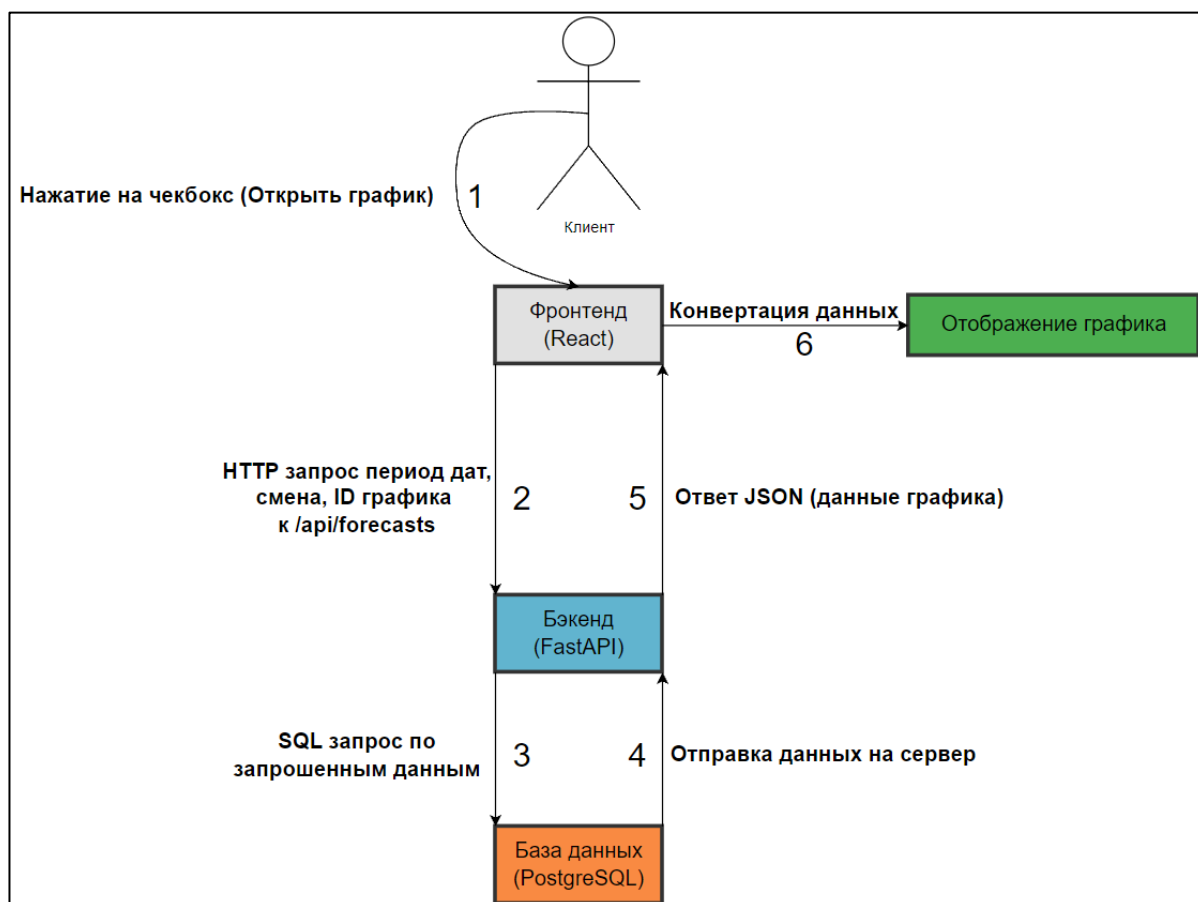 Клиент
Нажатие на чекбокс (Открыть график)
1
Фронтенд
(React)
Конвертация данных
6
Отображение графика
HTTP запрос период дат,
смена, ID графика
к /api/forecasts
2
5
Ответ JSON (данные графика)
Бэкенд
(FastAPI)
SQL запрос по
запрошенным данным
3
4
Отправка данных на сервер
База данных
(PostgreSQL)